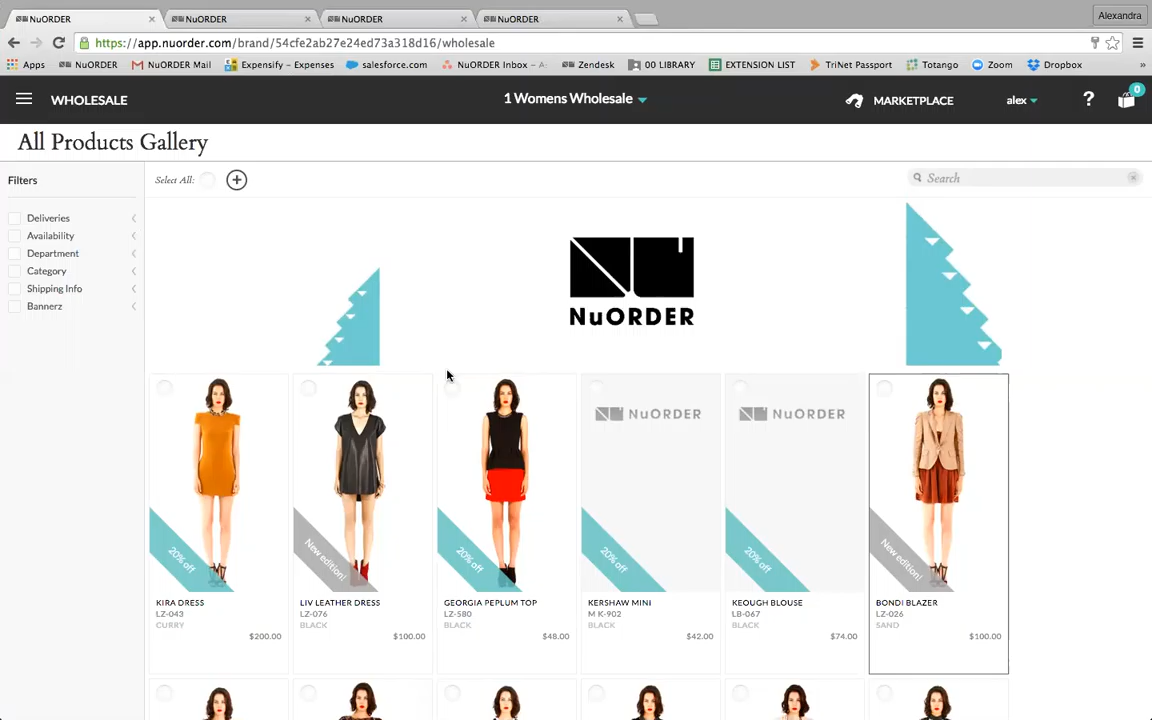 NuORDER
NuORDER
NuORDER
NuORDER
Alexandra
https://app.nuorder.com/brand/54cfe2ab27e24ed73a318d16/wholesale
Apps NuORDER NuORDER Mail Expensify - Expenses salesforce.com NuORDER Inbox - A Zendesk 00 LIBRARY EXTENSION LIST TriNet Passport Totango Zoom Dropbox »
WHOLESALE
1 Womens Wholesale
MARKETPLACE
alex
?
0
All Products Gallery
Filters
Select All:
Search
Deliveries
Availability
Department
Category
Shipping Info
Bannerz
NuORDER
NuORDER
NuORDER
20% off
New edition!
20% off
20% off
20% off
New edition!
KIRA DRESS
LZ-043
CURRY
$200.00
LIV LEATHER DRESS
LZ-076
BLACK
$100.00
GEORGIA PEPLUM TOP
LZ-580
BLACK
$48.00
KERSHAW MINI
M K-902
BLACK
$42.00
KEOUGH BLOUSE
LB-067
BLACK
$74.00
BONDI BLAZER
LZ-026
SAND
$100.00